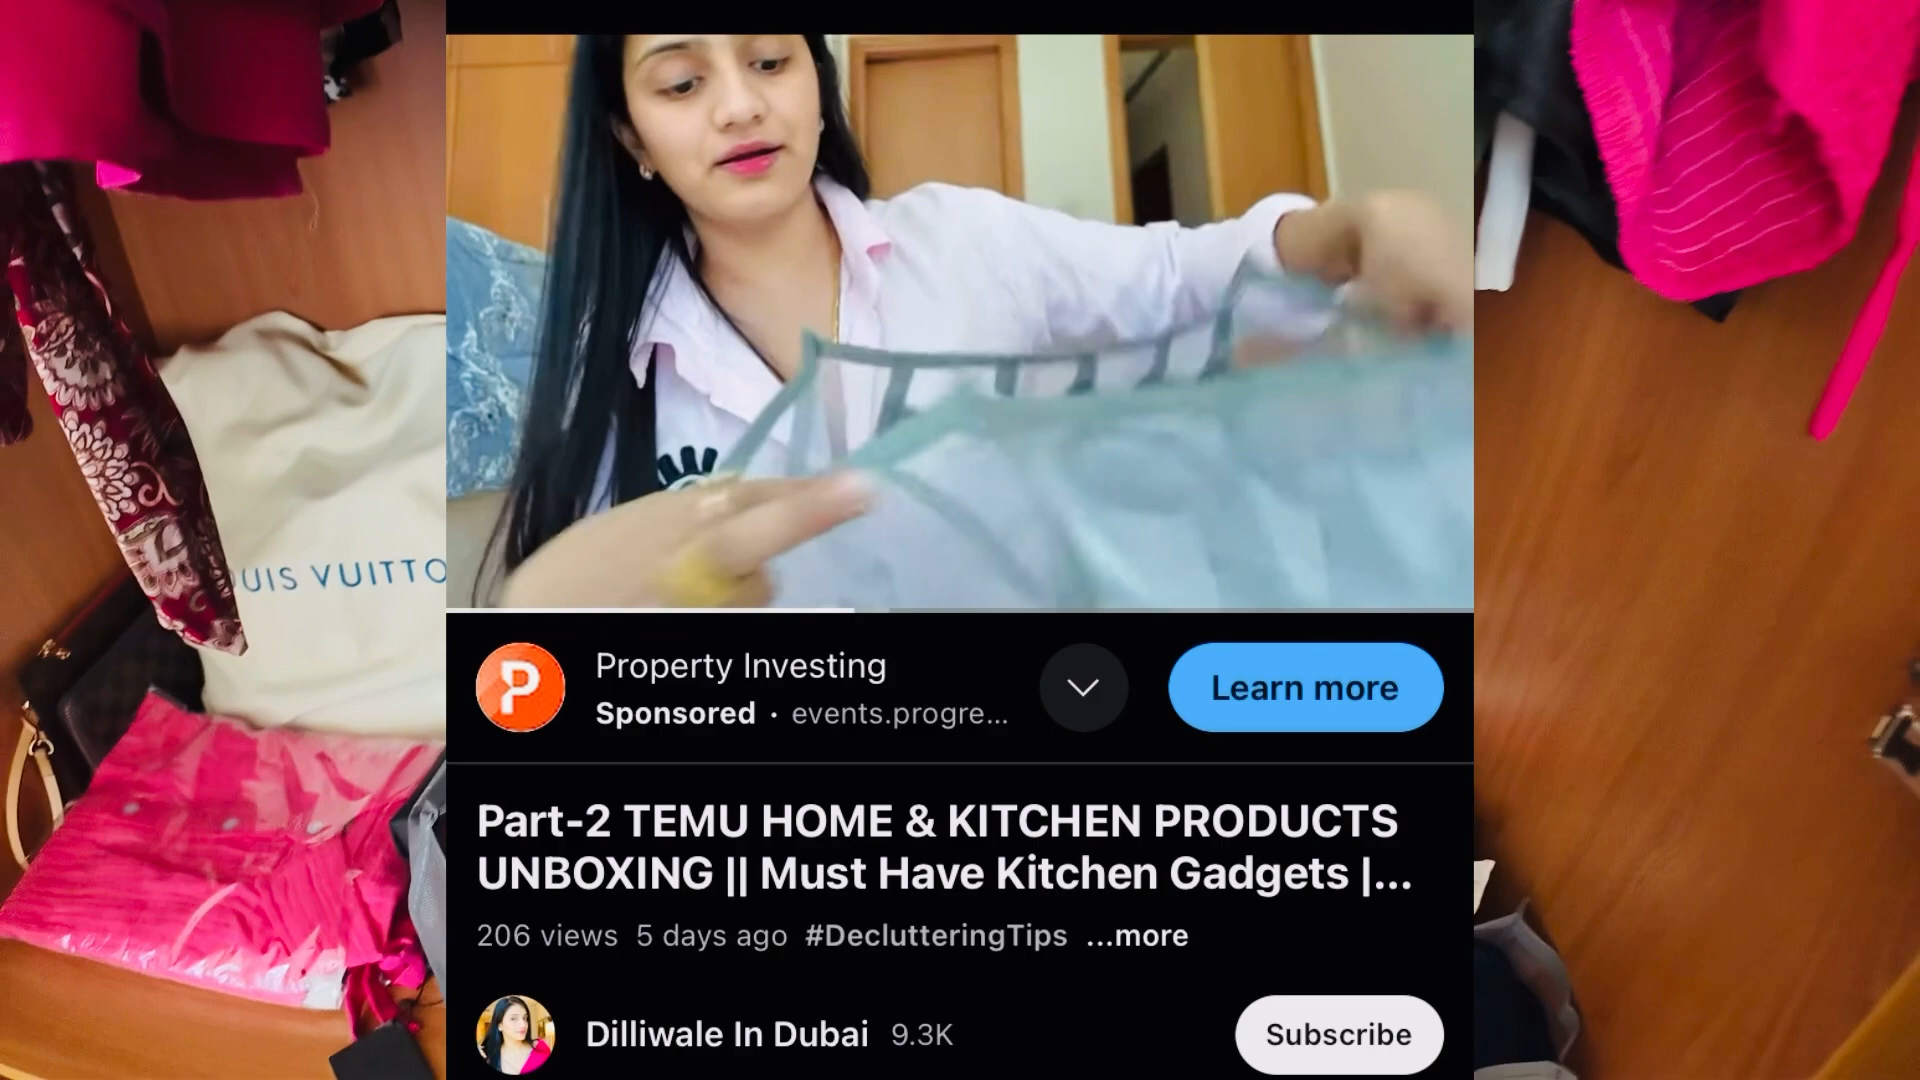 UIS VUITTO
Property Investing
Sponsored · events.progre...
Learn more
Part-2 TEMU HOME & KITCHEN PRODUCTS
UNBOXING || Must Have Kitchen Gadgets |...
206 views 5 days ago #DeclutteringTips ...more
Dilliwale In Dubai 9.3K
Subscribe